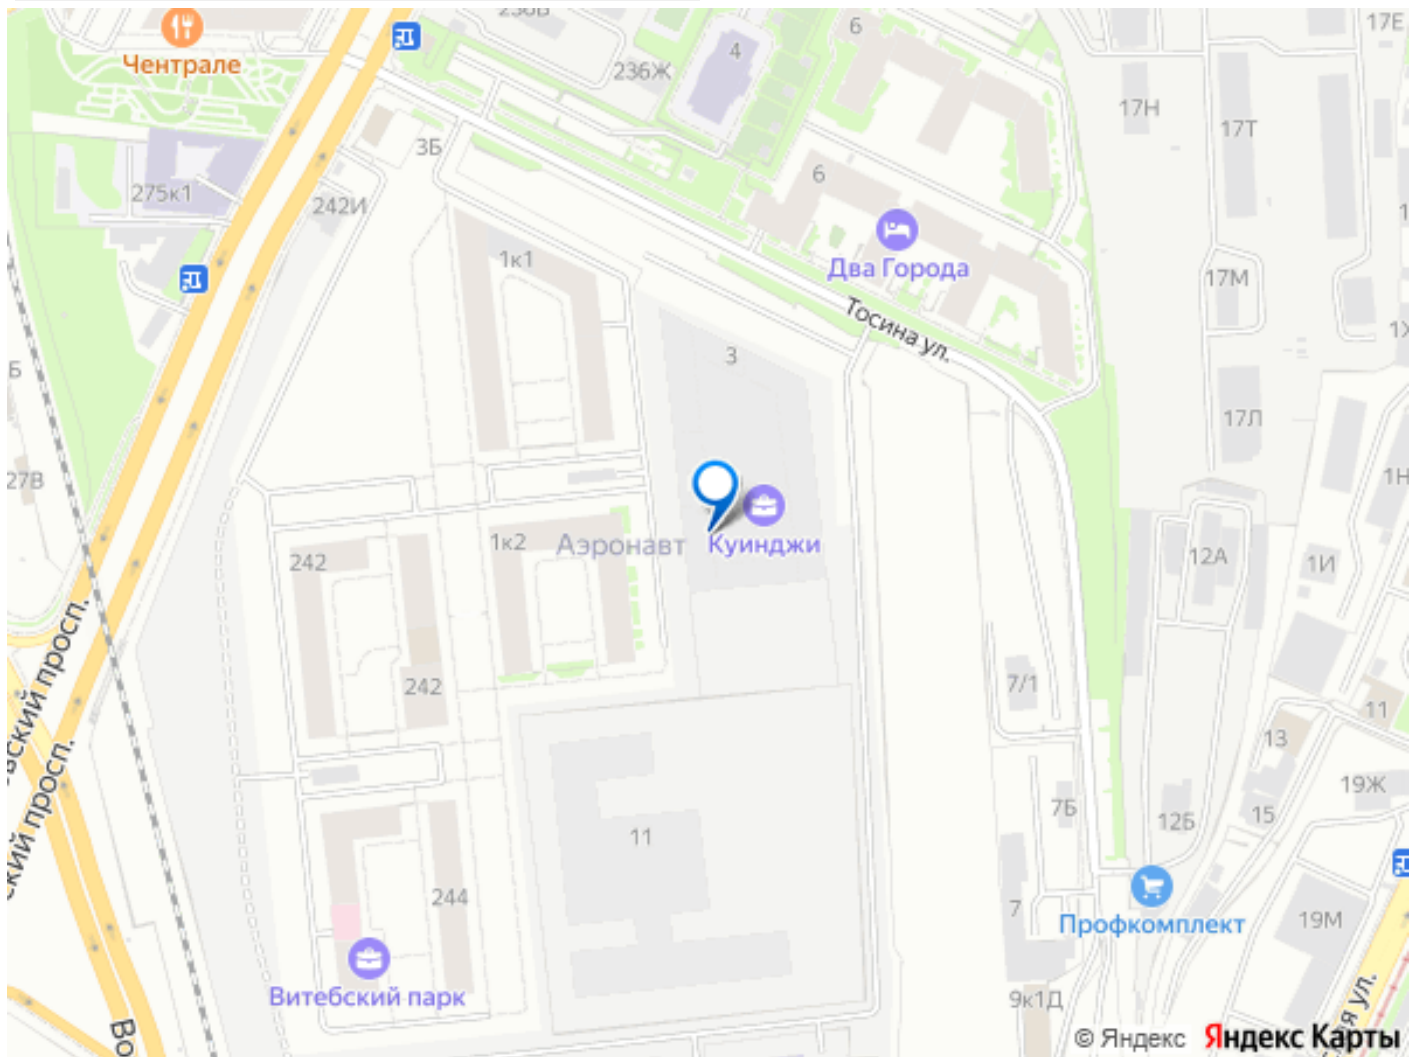 Чентрале
236Ж
4
6
17Е
17Н
17Т
3Б
275к1
242И
6
1к1
Два Города
17М
Тосина ул.
3
17Л
27В
1Н
1к2
Аэронавт
Куинджи
242
12А
1И
242
7/1
11
13
19Ж
7Б
15
12Б
11
244
7
Профкомплект
19М
Витебский парк
9к1Д
© Яндекс
Яндекс Карты